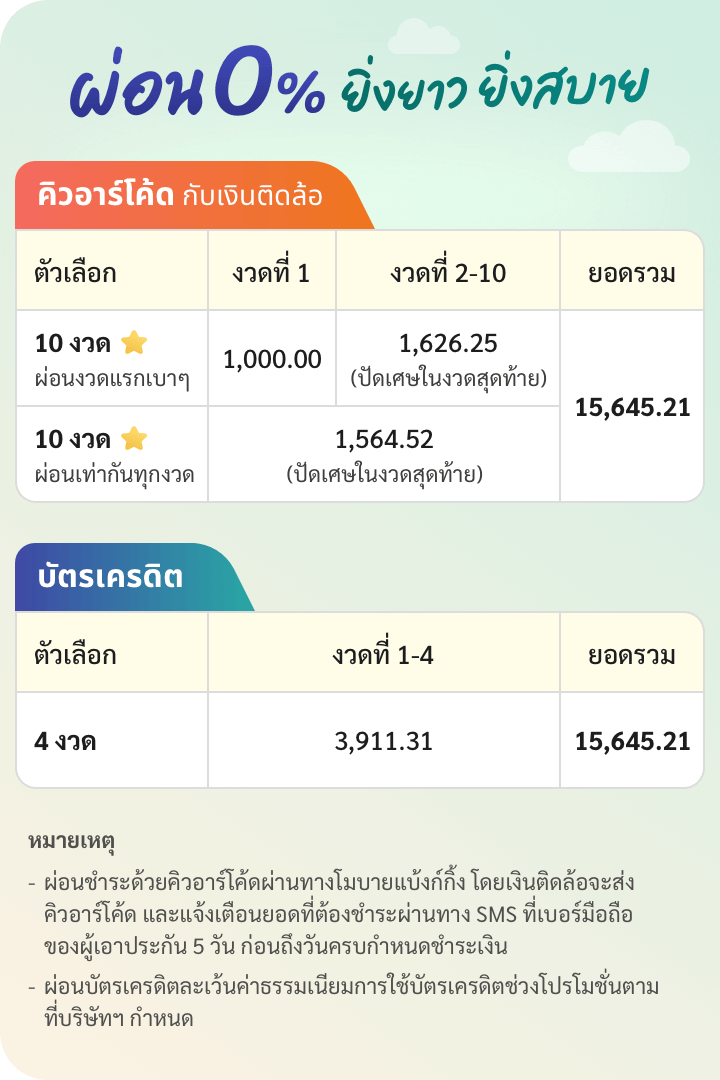 ผ่อน 0% ยิ่งยาว ยิ่งสบาย
คิวอาร์โค้ด กับเงินติดล้อ
ตัวเลือก งวดที่ 1 งวดที่ 2-10 ยอดรวม
10 งวด ⭐
ผ่อนงวดแรกเบาๆ
1,000.00
1,626.25
(ปัดเศษในงวดสุดท้าย)
15,645.21
10 งวด ⭐
ผ่อนเท่ากันทุกงวด
1,564.52
(ปัดเศษในงวดสุดท้าย)
บัตรเครดิต
ตัวเลือก งวดที่ 1-4 ยอดรวม
4 งวด 3,911.31 15,645.21
หมายเหตุ
- ผ่อนชำระด้วยคิวอาร์โค้ดผ่านทางโมบายแบ้งก์กิ้ง โดยเงินติดล้อจะส่ง
คิวอาร์โค้ด และแจ้งเตือนยอดที่ต้องชำระผ่านทาง SMS ที่เบอร์มือถือ
ของผู้เอาประกัน 5 วัน ก่อนถึงวันครบกำหนดชำระเงิน
- ผ่อนบัตรเครดิตละเว้นค่าธรรมเนียมการใช้บัตรเครดิตช่วงโปรโมชั่นตาม
ที่บริษัทฯ กำหนด